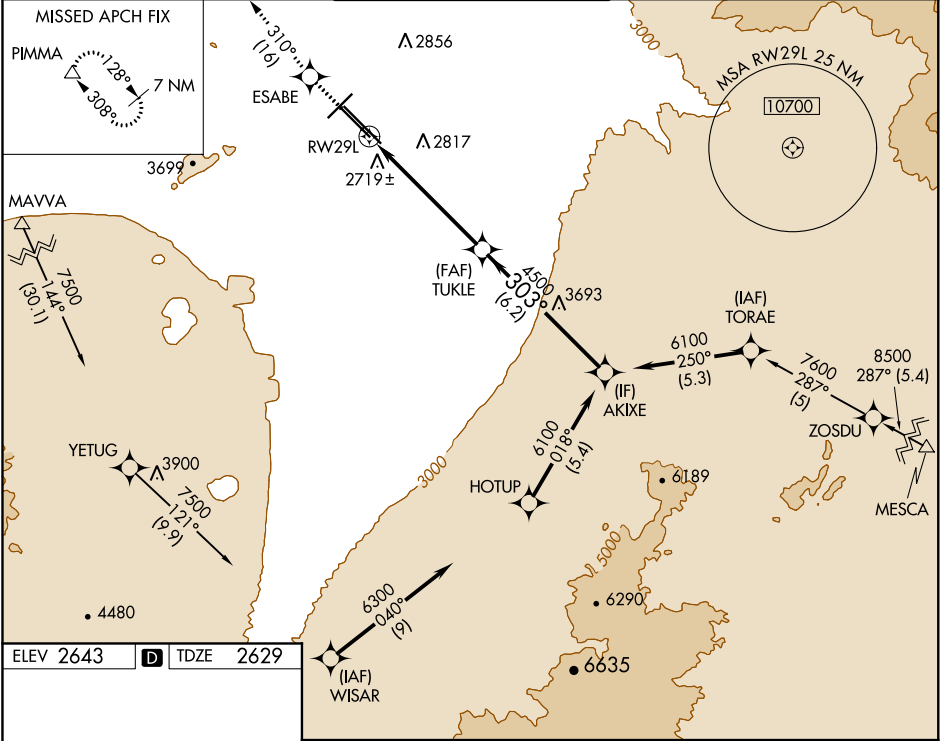 MISSED APCH FIX
PIMMA
128°
308°
7 NM
310°
(16)
ESABE
2856
RW29L
2817
2719±
3699
3000
MSA RW29L 25 NM
10700
MAVVA
7500
144°
(30.1)
(FAF)
TUKLE
4500
303°
(6.2)
3693
(IAF)
TORAE
6100
250°
(5.3)
7600
287°
(5)
8500
287° (5.4)
ZOSDU
MESCA
(IF)
AKIXE
6100
018°
(5.4)
HOTUP
YETUG
3900
7500
121°
(9.9)
3000
6189
5000
6290
6635
4480
6300
040°
(9)
(IAF)
WISAR
ELEV 2643 D TDZE 2629